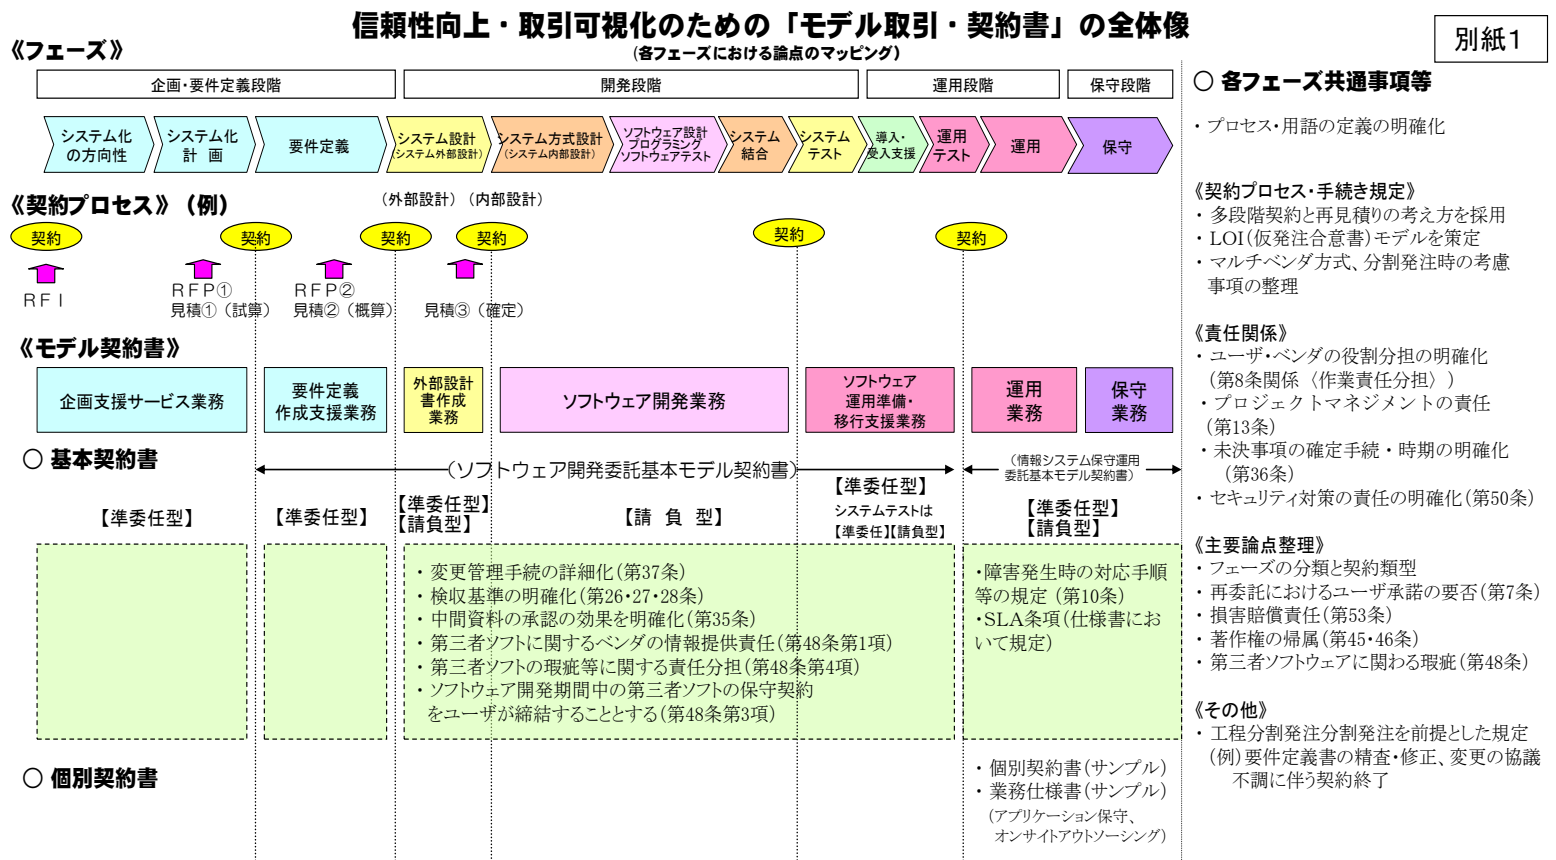 信頼性向上・取引可視化のための「モデル取引・契約書」の全体像
(各フェーズにおける論点のマッピング)
別紙1
《フェーズ》
企画・要件定義段階
開発段階
運用段階
保守段階
システム化
の方向性
システム化
計 画
要件定義
システム設計
(システム外部設計)
システム方式設計
(システム内部設計)
ソフトウェア設計
プログラミング
ソフトウェアテスト
システム
結合
システム
テスト
導入・
受入支援
運用
テスト
運用
保守
《契約プロセス》(例)
(外部設計)(内部設計)
契約
契約
契約
契約
契約
契約
RFI
RFP①
見積①(試算)
RFP②
見積②(概算)
見積③(確定)
《モデル契約書》
企画支援サービス業務
要件定義
作成支援業務
外部設計
書作成
業務
ソフトウェア開発業務
ソフトウェア
運用準備・
移行支援業務
運用
業務
保守
業務
○ 基本契約書
(ソフトウェア開発委託基本モデル契約書)
(情報システム保守運用
委託基本モデル契約書)
【準委任型】
【準委任型】
【準委任型】
【請負型】
【請 負 型】
【準委任型】
システムテストは
【準委任】【請負型】
【準委任型】
【請負型】
・ 変更管理手続の詳細化(第37条)
・ 検収基準の明確化(第26・27・28条)
・ 中間資料の承認の効果を明確化(第35条)
・ 第三者ソフトに関するベンダの情報提供責任(第48条第1項)
・ 第三者ソフトの瑕疵等に関する責任分担(第48条第4項)
・ ソフトウェア開発期間中の第三者ソフトの保守契約
をユーザが締結することとする(第48条第3項)
・障害発生時の対応手順
等の規定 (第10条)
・SLA条項(仕様書にお
いて規定)
○ 個別契約書
・ 個別契約書(サンプル)
・ 業務仕様書(サンプル)
(アプリケーション保守、
オンサイトアウトソーシング)
○ 各フェーズ共通事項等
・ プロセス・用語の定義の明確化
《契約プロセス・手続き規定》
・ 多段階契約と再見積りの考え方を採用
・ LOI(仮発注合意書)モデルを策定
・ マルチベンダ方式、分割発注時の考慮
事項の整理
《責任関係》
・ ユーザ・ベンダの役割分担の明確化
(第8条関係〈作業責任分担〉)
・ プロジェクトマネジメントの責任
(第13条)
・ 未決事項の確定手続・時期の明確化
(第36条)
・ セキュリティ対策の責任の明確化(第50条)
《主要論点整理》
・ フェーズの分類と契約類型
・ 再委託におけるユーザ承諾の要否(第7条)
・ 損害賠償責任(第53条)
・ 著作権の帰属(第45・46条)
・ 第三者ソフトウェアに関わる瑕疵(第48条)
《その他》
・ 工程分割発注分割発注を前提とした規定
(例)要件定義書の精査・修正、変更の協議
不調に伴う契約終了